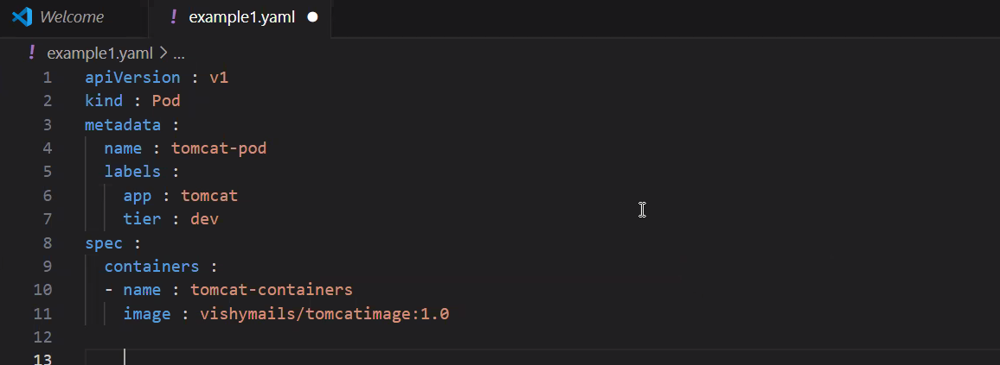 Welcome
! example1.yaml ●
! example1.yaml > ...
1 apiVersion : v1
2 kind : Pod
3 metadata :
4 name : tomcat-pod
5 labels :
6 app : tomcat
7 tier : dev
8 spec :
9 containers :
10 - name : tomcat-containers
11 image : vishymails/tomcatimage:1.0
12
13